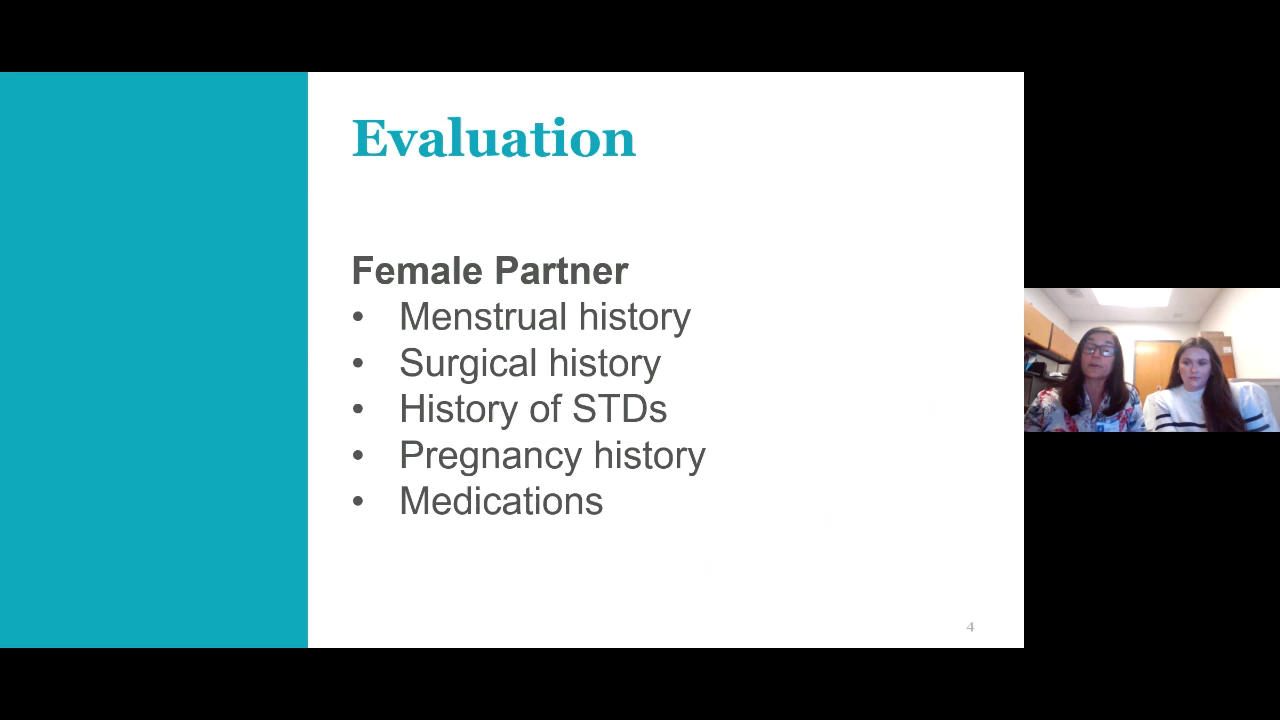 Evaluation
Female Partner
• Menstrual history
• Surgical history
• History of STDs
• Pregnancy history
• Medications
4